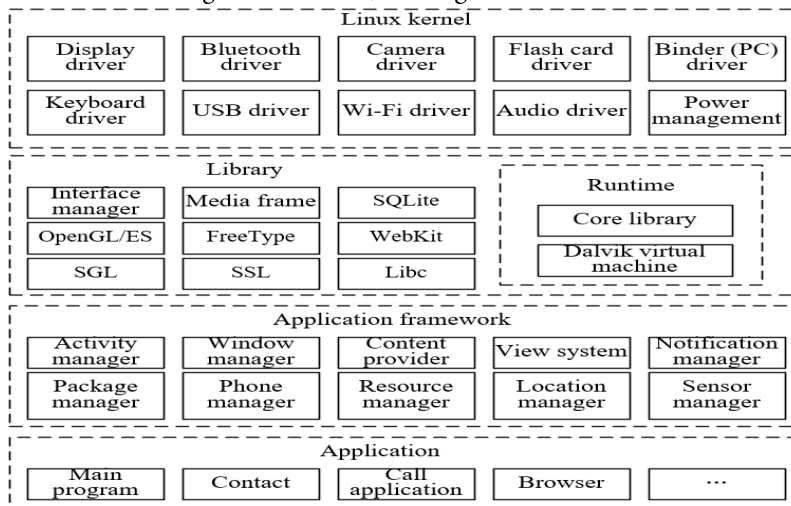 Linux kernel
Display driver
Bluetooth driver
Camera driver
Flash card driver
Binder (PC) driver
Keyboard driver
USB driver
Wi-Fi driver
Audio driver
Power management
Library
Interface manager
Media frame
SQLite
OpenGL/ES
FreeType
WebKit
SGL
SSL
Libc
Runtime
Core library
Dalvik virtual machine
Application framework
Activity manager
Window manager
Content provider
View system
Notification manager
Package manager
Phone manager
Resource manager
Location manager
Sensor manager
Application
Main program
Contact
Call application
Browser
...